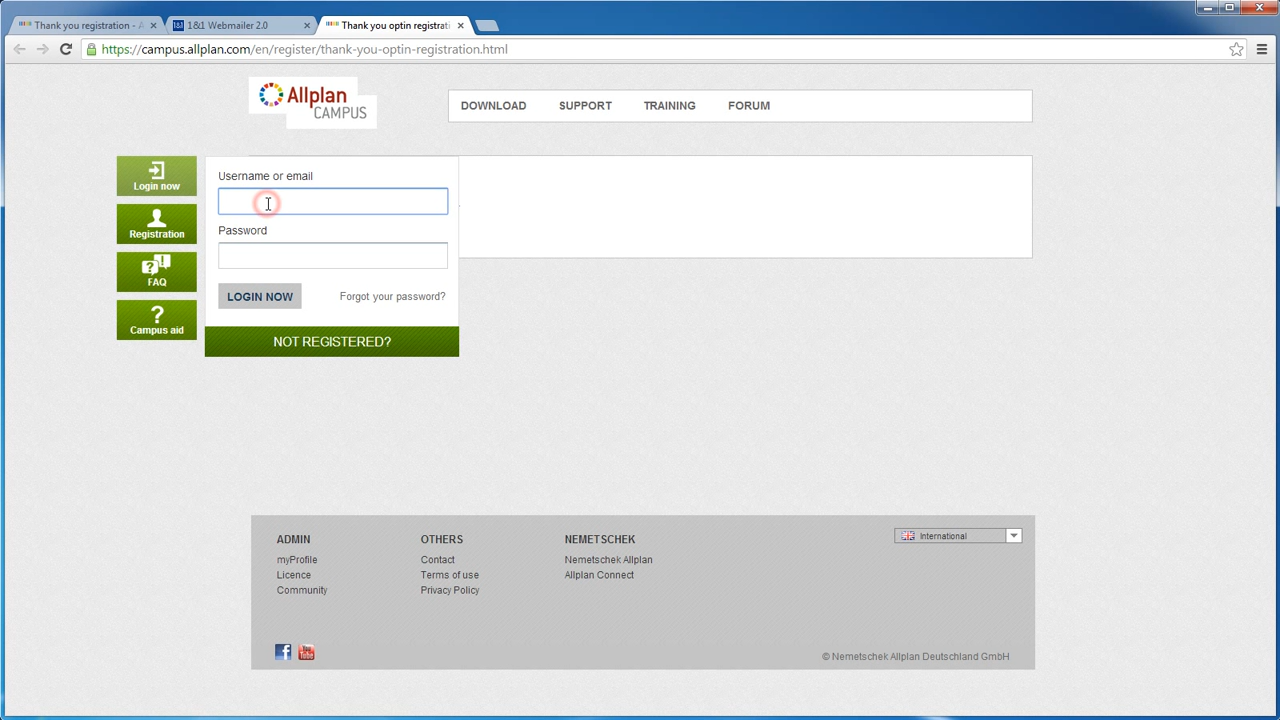 Thank you registration - A
1&1 Webmailer 2.0
Thank you optin registrati
https://campus.allplan.com/en/register/thank-you-optin-registration.html
Allplan
CAMPUS
DOWNLOAD SUPPORT TRAINING FORUM
Login now
Registration
FAQ
Campus aid
Username or email
Password
LOGIN NOW Forgot your password?
NOT REGISTERED?
ADMIN
myProfile
Licence
Community
OTHERS
Contact
Terms of use
Privacy Policy
NEMETSCHEK
Nemetschek Allplan
Allplan Connect
International
© Nemetschek Allplan Deutschland GmbH